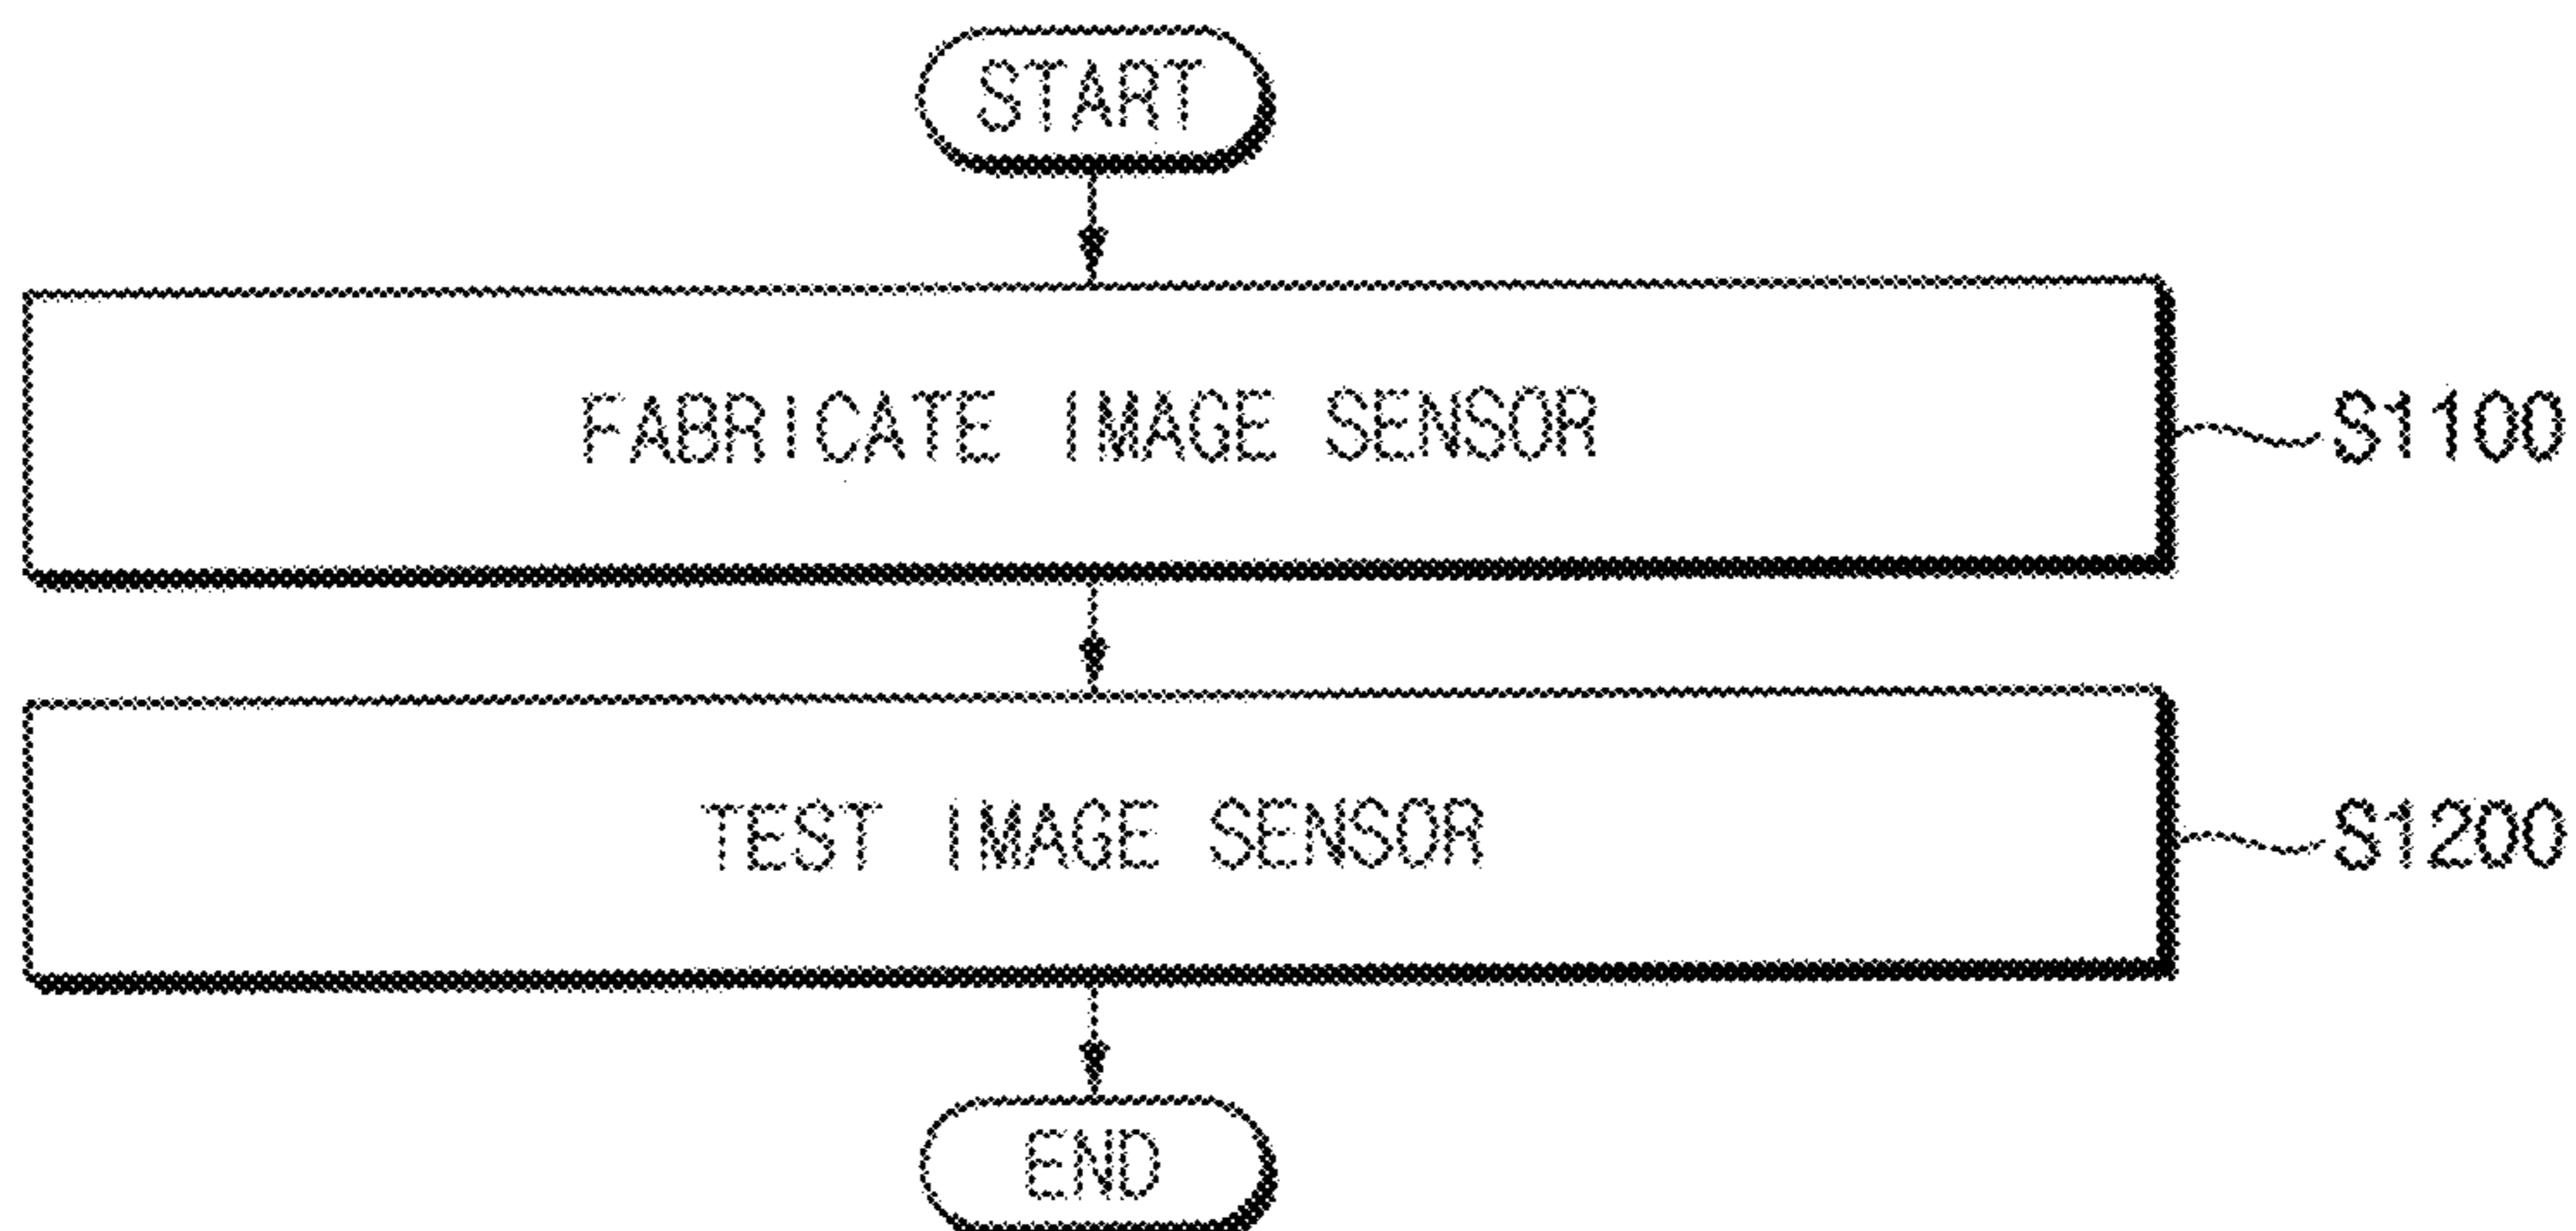 START
FABRICATE IMAGE SENSOR
S1100
TEST IMAGE SENSOR
S1200
END